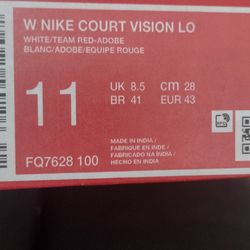 W NIKE COURT VISION LO
WHITE/TEAM RED-ADOBE
BLANC/ADOBE/EQUIPE ROUGE
11
UK 8.5 cm 28
BR 41 EUR 43
MADE IN INDIA /
FABRIQUE EN INDE /
FABRICADO NA ÍNDIA /
HECHO EN INDIA
FQ7628 100